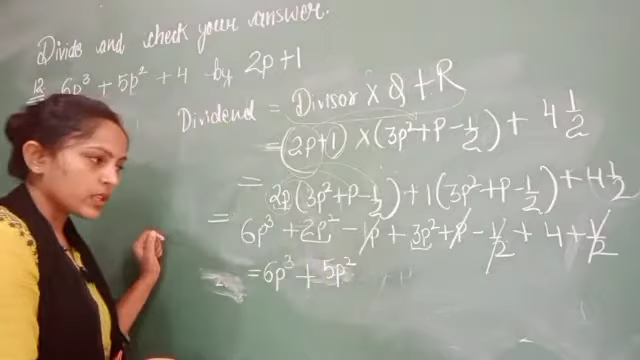 Divide and check your answer.
12. 6p³ + 5p² + 4 by 2p+1
Dividend = Divisor × Q + R
= (2p+1) × (3p²+p-1/2) + 4 1/2
= 2p(3p²+p-1/2) + 1(3p²+p-1/2) + 4 1/2
= 6p³ + 2p² - p + 3p² + p - 1/2 + 4 + 1/2
= 6p³ + 5p²